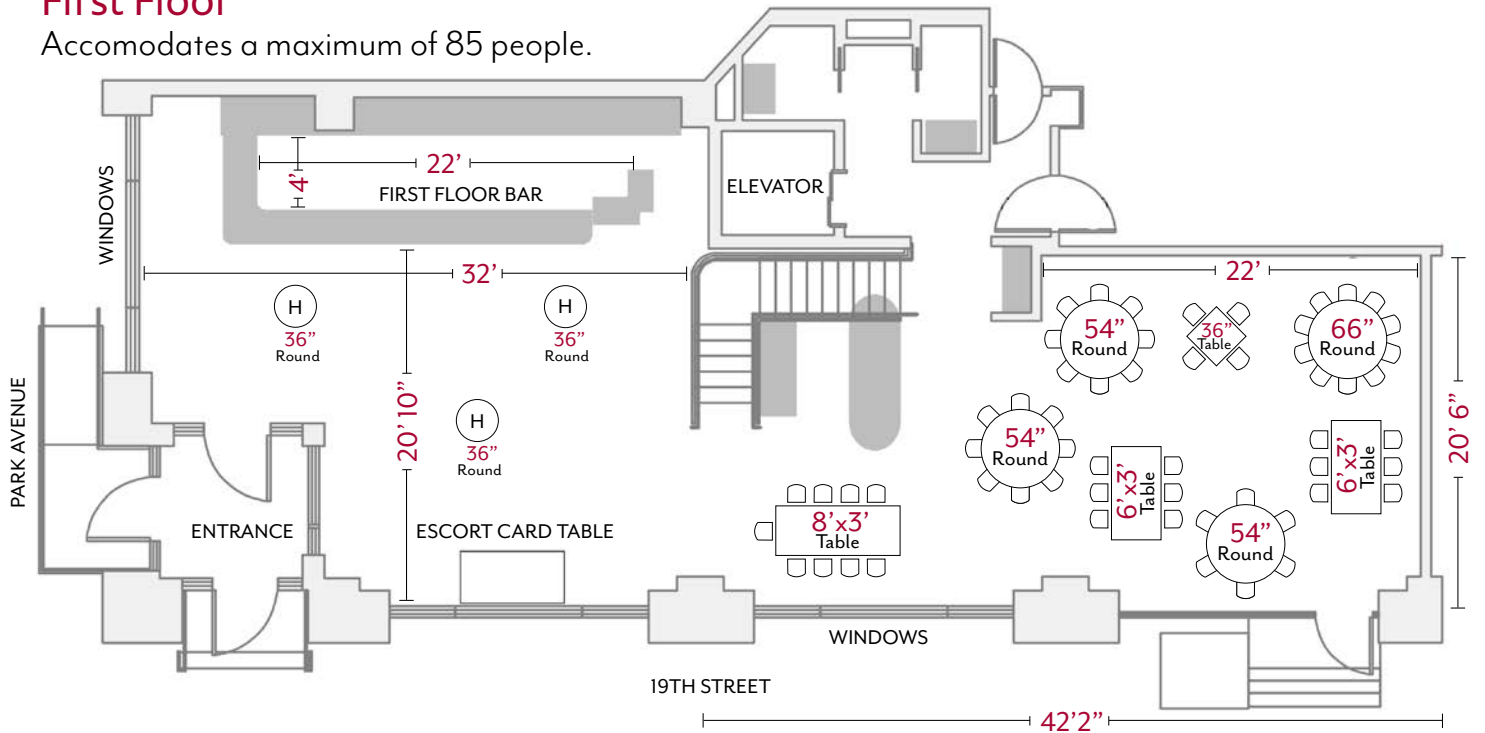 First Floor
Accomodates a maximum of 85 people.
WINDOWS
22'
4'
FIRST FLOOR BAR
ELEVATOR
32'
22'
H
36”
Round
H
36”
Round
54”
Round
36”
Table
66”
Round
PARK AVENUE
20' 10”
H
36”
Round
54”
Round
6'x3'
Table
6'x3'
Table
20' 6”
ENTRANCE
ESCORT CARD TABLE
8'x3'
Table
54”
Round
WINDOWS
19TH STREET
42'2”